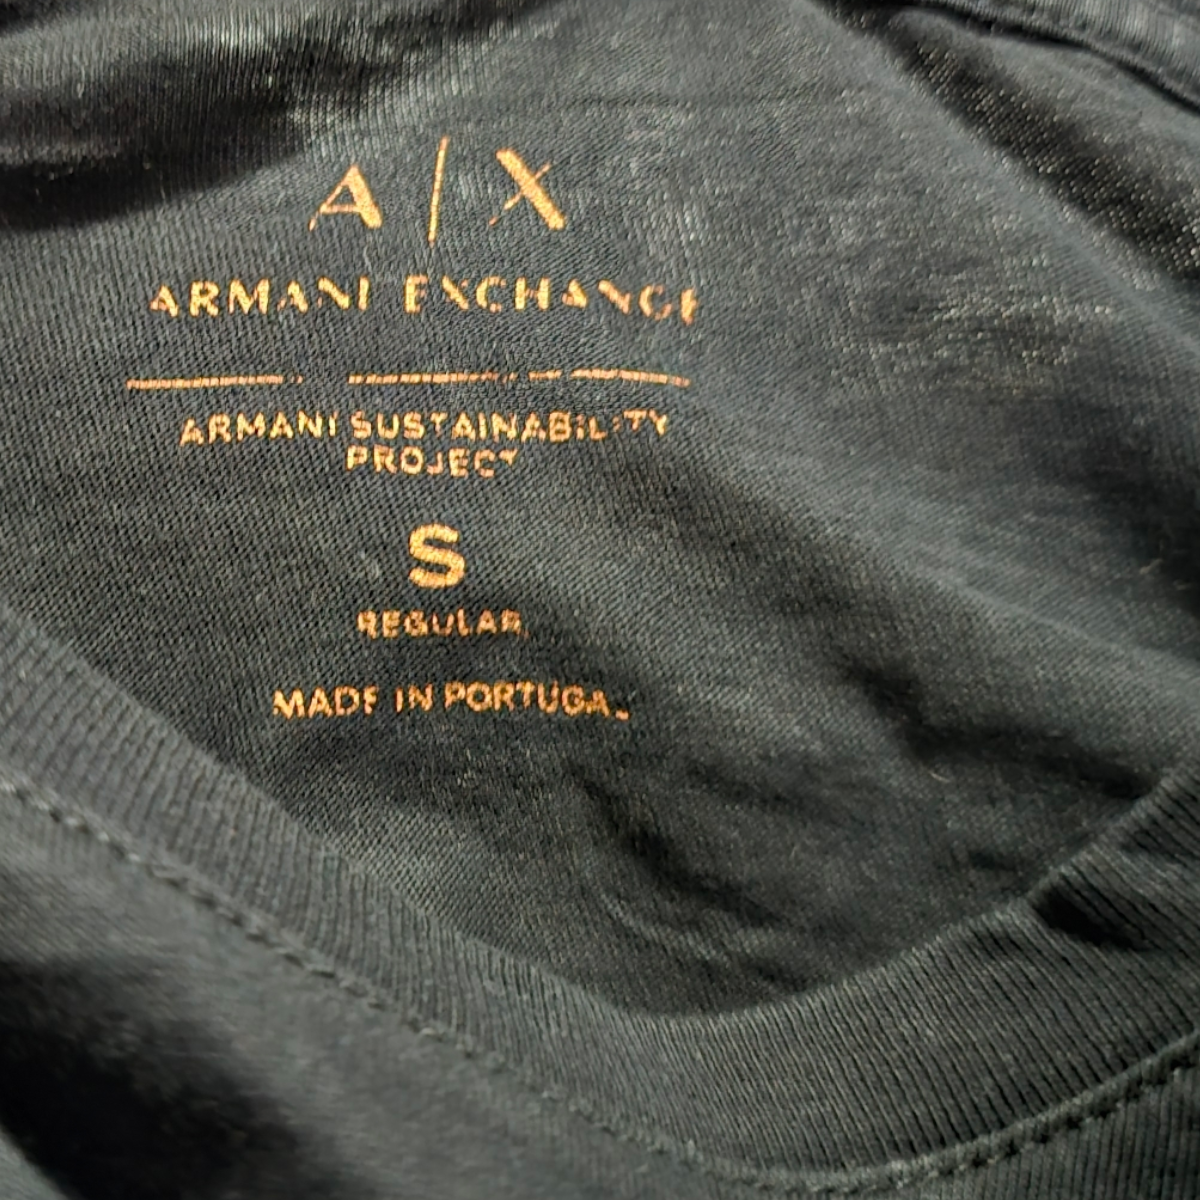 A/X
ARMANI EXCHANGE
ARMANI SUSTAINABILITY
PROJECT
S
REGULAR
MADE IN PORTUGAL